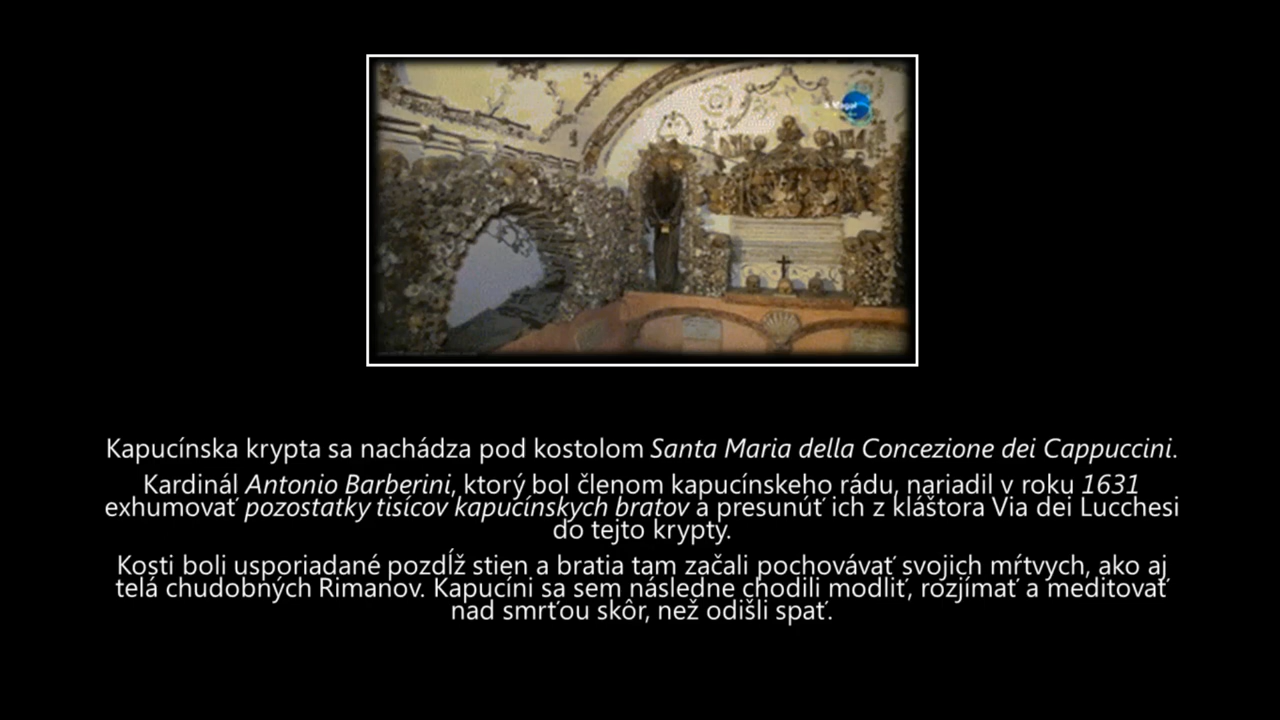 Kapucínska krypta sa nachádza pod kostolom Santa Maria della Concezione dei Cappuccini.
Kardinál Antonio Barberini, ktorý bol členom kapucínskeho rádu, nariadil v roku 1631
exhumovať pozostatky tisícov kapucínskych bratov a presunúť ich z kláštora Via dei Lucchesi
do tejto krypty.
Kosti boli usporiadané pozdĺž stien a bratia tam začali pochovávať svojich mŕtvych, ako aj
telá chudobných Rimanov. Kapucíni sa sem následne chodili modliť, rozjímať a meditovať
nad smrťou skôr, než odišli spať.